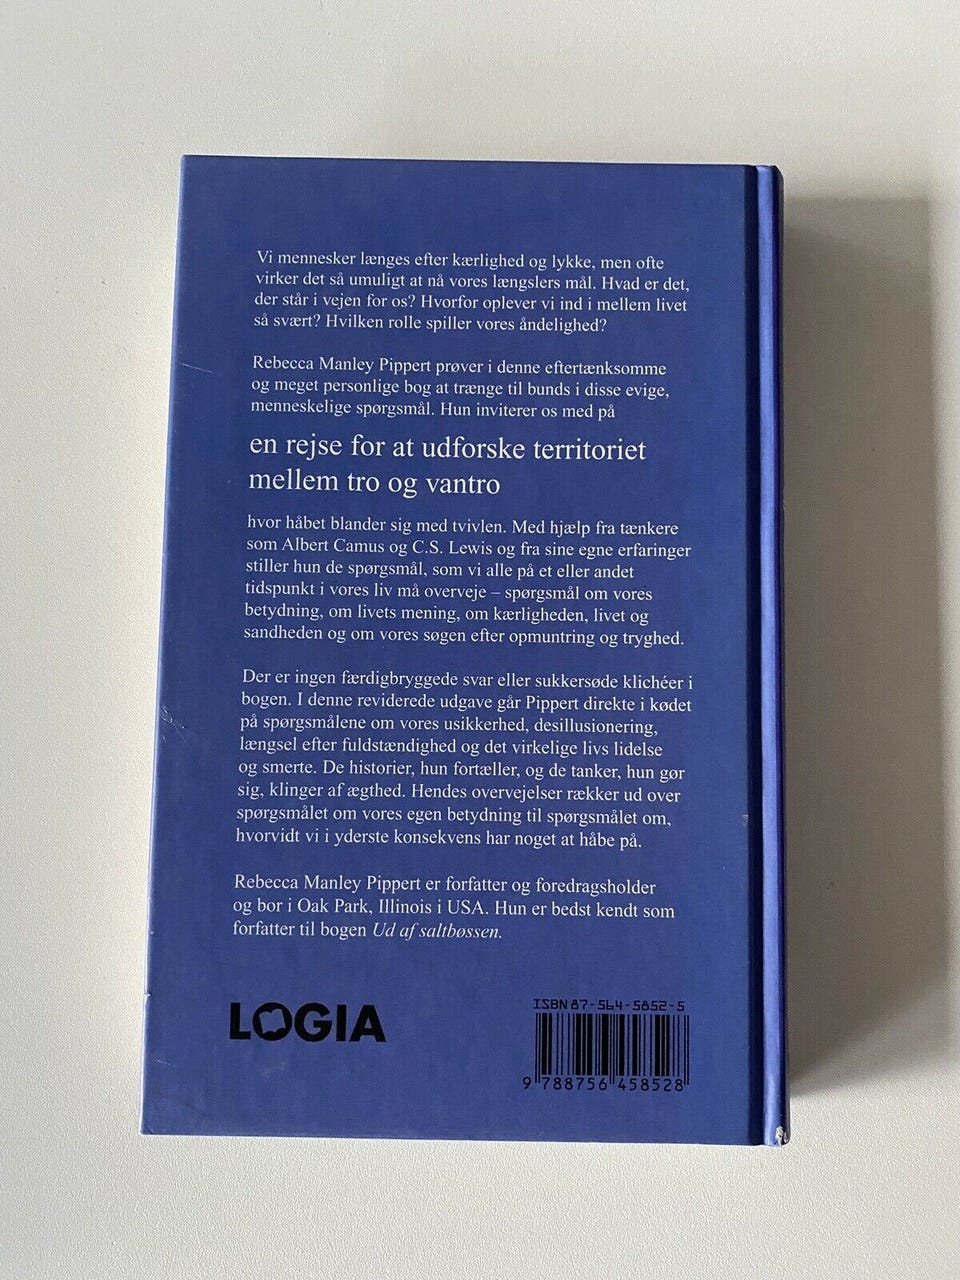 Vi mennesker længes efter kærlighed og lykke, men ofte
virker det så umuligt at nå vores længslers mål. Hvad er det,
der står i vejen for os? Hvorfor oplever vi ind i mellem livet
så svært? Hvilken rolle spiller vores åndelighed?
Rebecca Manley Pippert prøver i denne eftertænksomme
og meget personlige bog at trænge til bunds i disse evige,
menneskelige spørgsmål. Hun inviterer os med på
en rejse for at udforske territoriet
mellem tro og vantro
hvor håbet blander sig med tvivlen. Med hjælp fra tænkere
som Albert Camus og C.S. Lewis og fra sine egne erfaringer
stiller hun de spørgsmål, som vi alle på et eller andet
tidspunkt i vores liv må overveje – spørgsmål om vores
betydning, om livets mening, om kærligheden, livet og
sandheden og om vores søgen efter opmuntring og tryghed.
Der er ingen færdigbryggede svar eller sukkersøde klichéer i
bogen. I denne reviderede udgave går Pippert direkte i kødet
på spørgsmålene om vores usikkerhed, desillusionering,
længsel efter fuldstændighed og det virkelige livs lidelse
og smerte. De historier, hun fortæller, og de tanker, hun gør
sig, klinger af ægthed. Hendes overvejelser rækker ud over
spørgsmålet om vores egen betydning til spørgsmålet om,
hvorvidt vi i yderste konsekvens har noget at håbe på.
Rebecca Manley Pippert er forfatter og foredragsholder
og bor i Oak Park, Illinois i USA. Hun er bedst kendt som
forfatter til bogen Ud af saltbøssen.
LOGIA
ISBN 87-564-5852-5
9 788756 458528